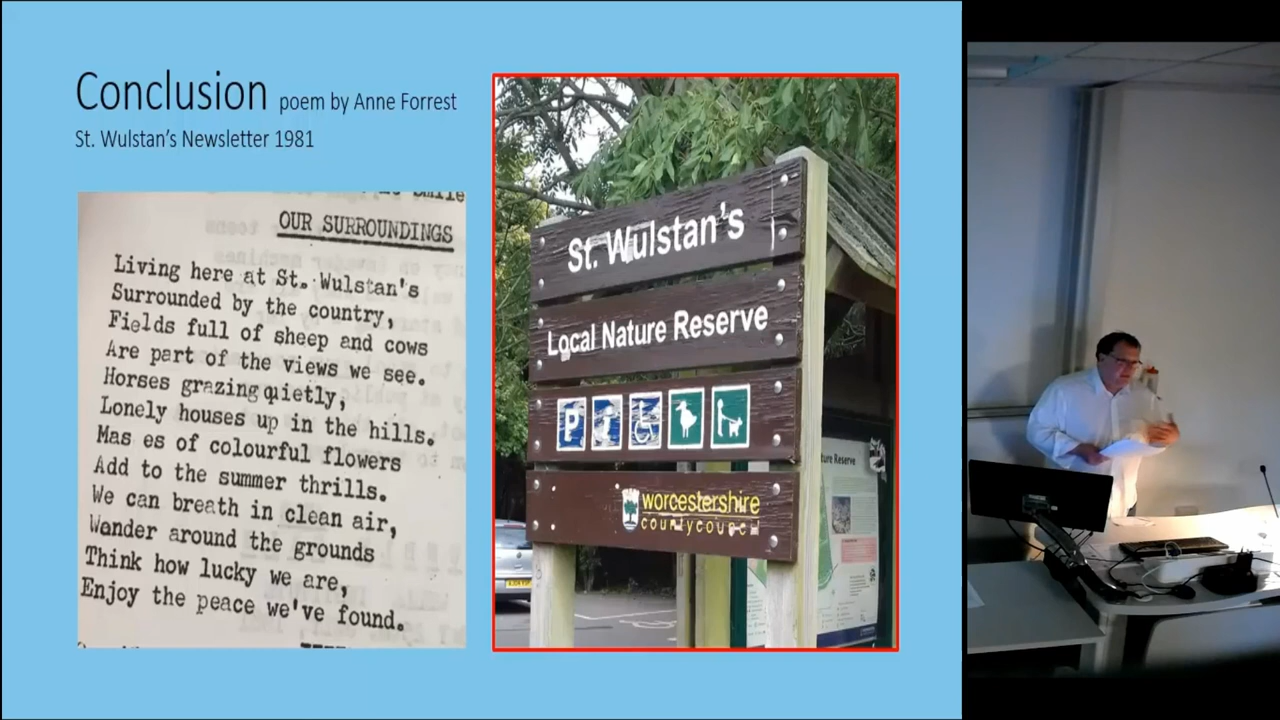 Conclusion poem by Anne Forrest
St. Wulstan's Newsletter 1981
OUR SURROUNDINGS
Living here at St. Wulstan's
Surrounded by the country,
Fields full of sheep and cows
Are part of the views we see.
Horses grazing quietly,
Lonely houses up in the hills.
Mas es of colourful flowers
Add to the summer thrills.
We can breath in clean air,
Wander around the grounds
Think how lucky we are,
Enjoy the peace we've found.
St. Wulstan's
Local Nature Reserve
P
worcestershire
countycouncil
Reserve